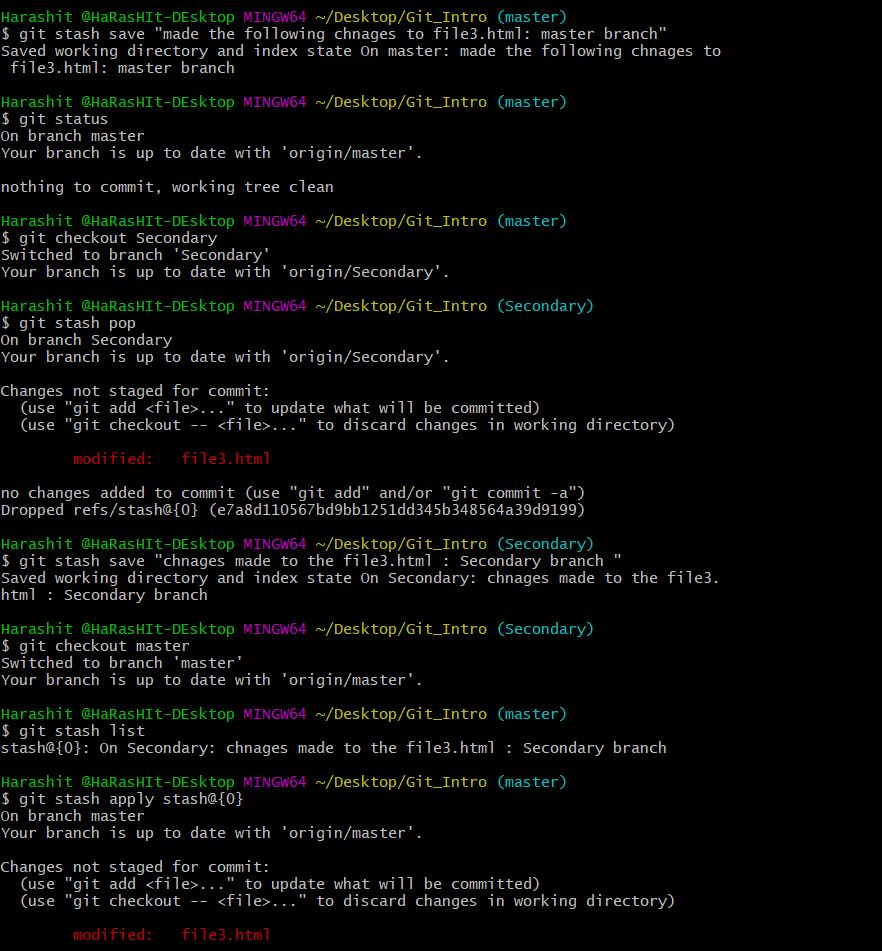 Harashit @HaRasHIt-DEsktop MINGW64 ~/Desktop/Git_Intro (master)
$ git stash save "made the following chnages to file3.html: master branch"
Saved working directory and index state On master: made the following chnages to
 file3.html: master branch

Harashit @HaRasHIt-DEsktop MINGW64 ~/Desktop/Git_Intro (master)
$ git status
On branch master
Your branch is up to date with 'origin/master'.

nothing to commit, working tree clean

Harashit @HaRasHIt-DEsktop MINGW64 ~/Desktop/Git_Intro (master)
$ git checkout Secondary
Switched to branch 'Secondary'
Your branch is up to date with 'origin/Secondary'.

Harashit @HaRasHIt-DEsktop MINGW64 ~/Desktop/Git_Intro (Secondary)
$ git stash pop
On branch Secondary
Your branch is up to date with 'origin/Secondary'.

Changes not staged for commit:
  (use "git add <file>..." to update what will be committed)
  (use "git checkout -- <file>..." to discard changes in working directory)

        modified:   file3.html

no changes added to commit (use "git add" and/or "git commit -a")
Dropped refs/stash@{0} (e7a8d110567bd9bb1251dd345b348564a39d9199)

Harashit @HaRasHIt-DEsktop MINGW64 ~/Desktop/Git_Intro (Secondary)
$ git stash save "chnages made to the file3.html : Secondary branch "
Saved working directory and index state On Secondary: chnages made to the file3.
html : Secondary branch

Harashit @HaRasHIt-DEsktop MINGW64 ~/Desktop/Git_Intro (Secondary)
$ git checkout master
Switched to branch 'master'
Your branch is up to date with 'origin/master'.

Harashit @HaRasHIt-DEsktop MINGW64 ~/Desktop/Git_Intro (master)
$ git stash list
stash@{0}: On Secondary: chnages made to the file3.html : Secondary branch

Harashit @HaRasHIt-DEsktop MINGW64 ~/Desktop/Git_Intro (master)
$ git stash apply stash@{0}
On branch master
Your branch is up to date with 'origin/master'.

Changes not staged for commit:
  (use "git add <file>..." to update what will be committed)
  (use "git checkout -- <file>..." to discard changes in working directory)

        modified:   file3.html